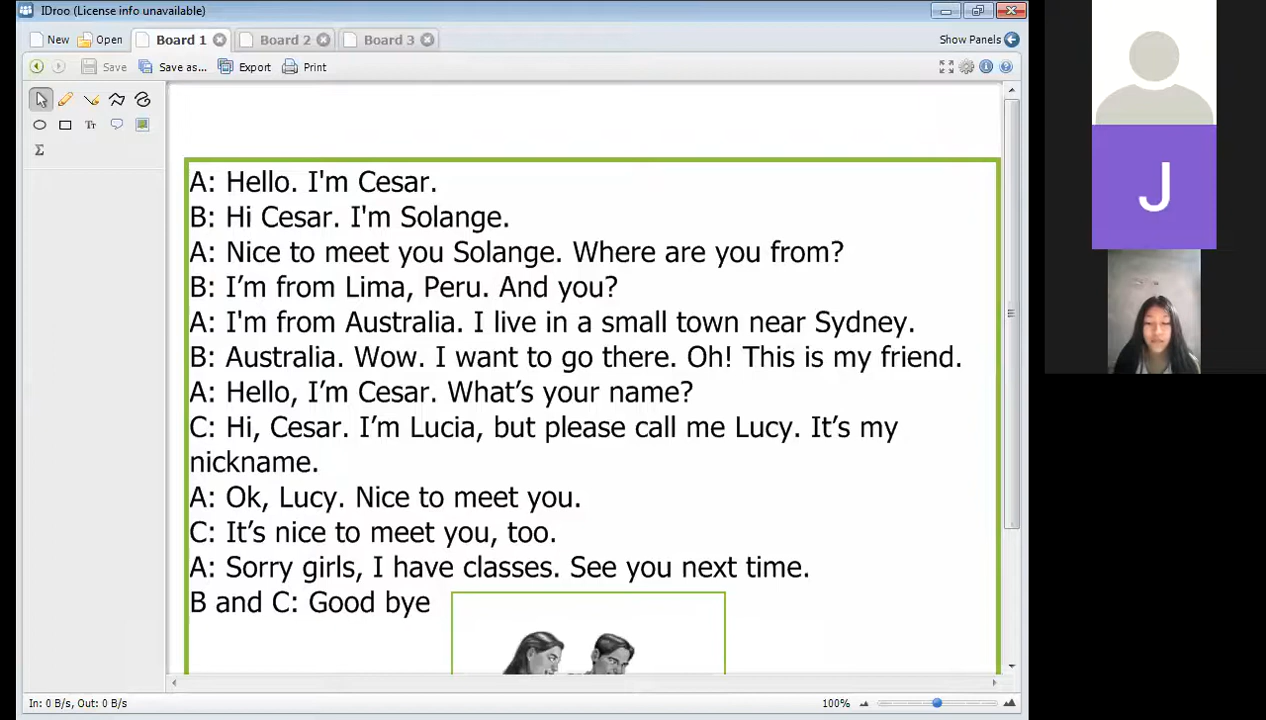 IDroo (License info unavailable)
New Open Board 1 Board 2 Board 3 Show Panels
Save Save as... Export Print
Tт
Σ
A: Hello. I'm Cesar.
B: Hi Cesar. I'm Solange.
A: Nice to meet you Solange. Where are you from?
B: I’m from Lima, Peru. And you?
A: I'm from Australia. I live in a small town near Sydney.
B: Australia. Wow. I want to go there. Oh! This is my friend.
A: Hello, I’m Cesar. What’s your name?
C: Hi, Cesar. I’m Lucia, but please call me Lucy. It’s my
nickname.
A: Ok, Lucy. Nice to meet you.
C: It’s nice to meet you, too.
A: Sorry girls, I have classes. See you next time.
B and C: Good bye
In: 0 B/s, Out: 0 B/s 100%
J